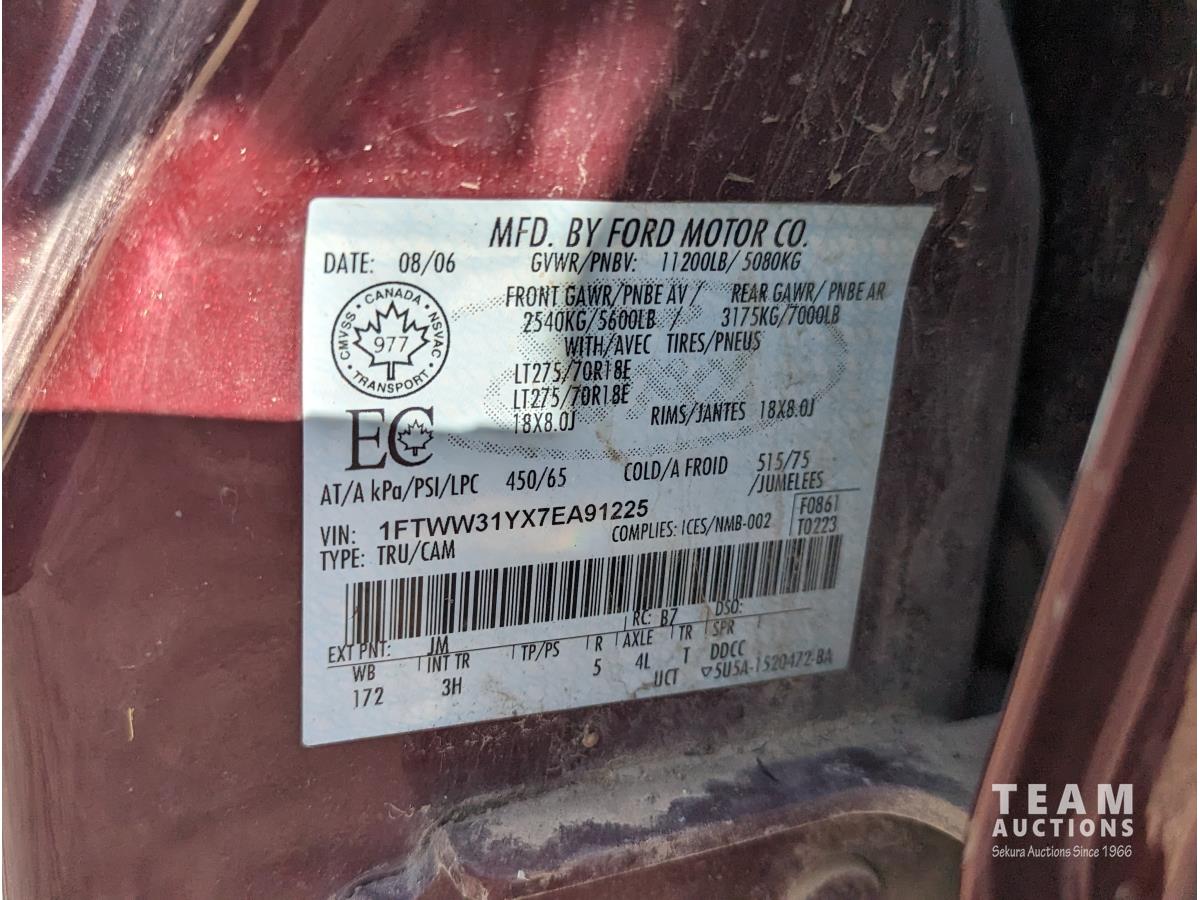 MFD. BY FORD MOTOR CO.
DATE: 08/06 GVWR/PNBV: 11200LB/ 5080KG
FRONT GAWR/PNBE AV / REAR GAWR/ PNBE AR
2540KG/5600LB / 3175KG/7000LB
WITH/AVEC TIRES/PNEUS
CMVSS • CANADA • NSVAC • TRANSPORT •
977
LT275/70R18E
LT275/70R18E
18X8.0J RIMS/JANTES 18X8.0J
EC
AT/A kPa/PSI/LPC 450/65 COLD/A FROID 515/75
/JUMELEES
VIN: 1FTWW31YX7EA91225
COMPLIES: ICES/NMB-002
F0861
T0223
TYPE: TRU/CAM
EXT PNT: JM RC: B7 DSO:
WB INT TR TP/PS R AXLE TR SPR
172 3H 5 4L T DDCC
UCT ▽5U5A-1520472-BA
TEAM
AUCTIONS
Sekura Auctions Since 1966